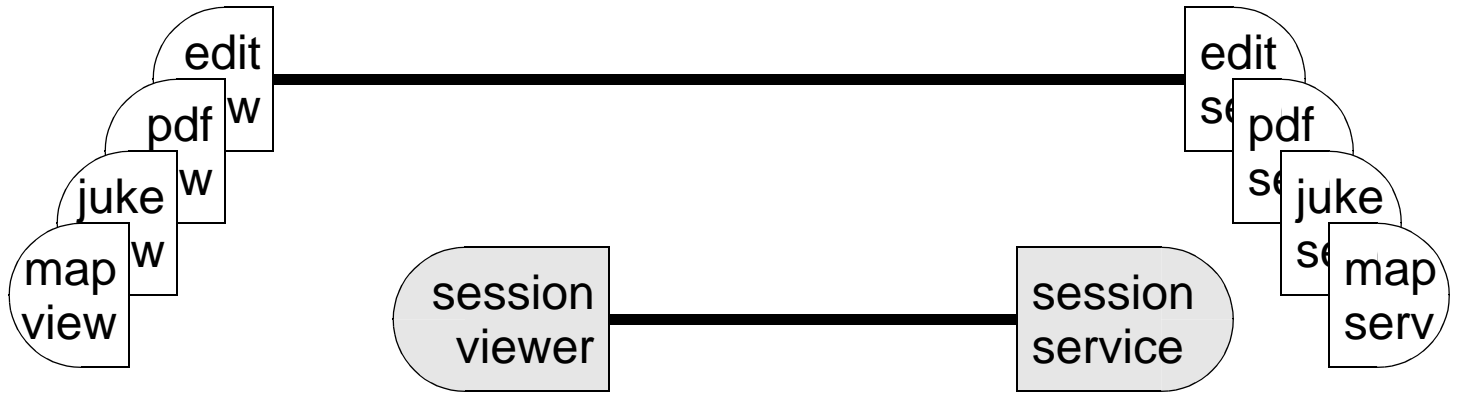 edit
pdf
juke
map
view
session
viewer
session
service
edit
pdf
juke
map
serv